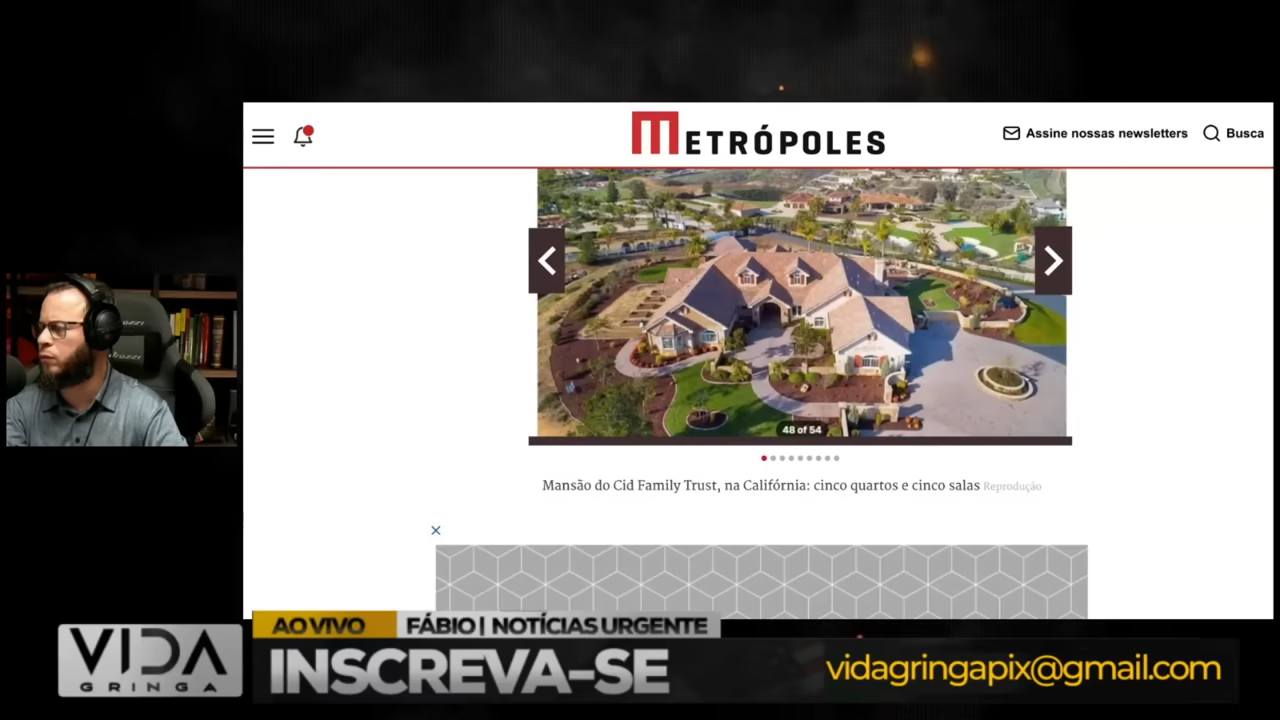 METRÓPOLES
Assine nossas newsletters
Busca
48 of 54
Mansão do Cid Family Trust, na Califórnia: cinco quartos e cinco salas Reprodução
AO VIVO
FÁBIO | NOTÍCIAS URGENTE
VIDA
GRINGA
INSCREVA-SE
vidagringapix@gmail.com